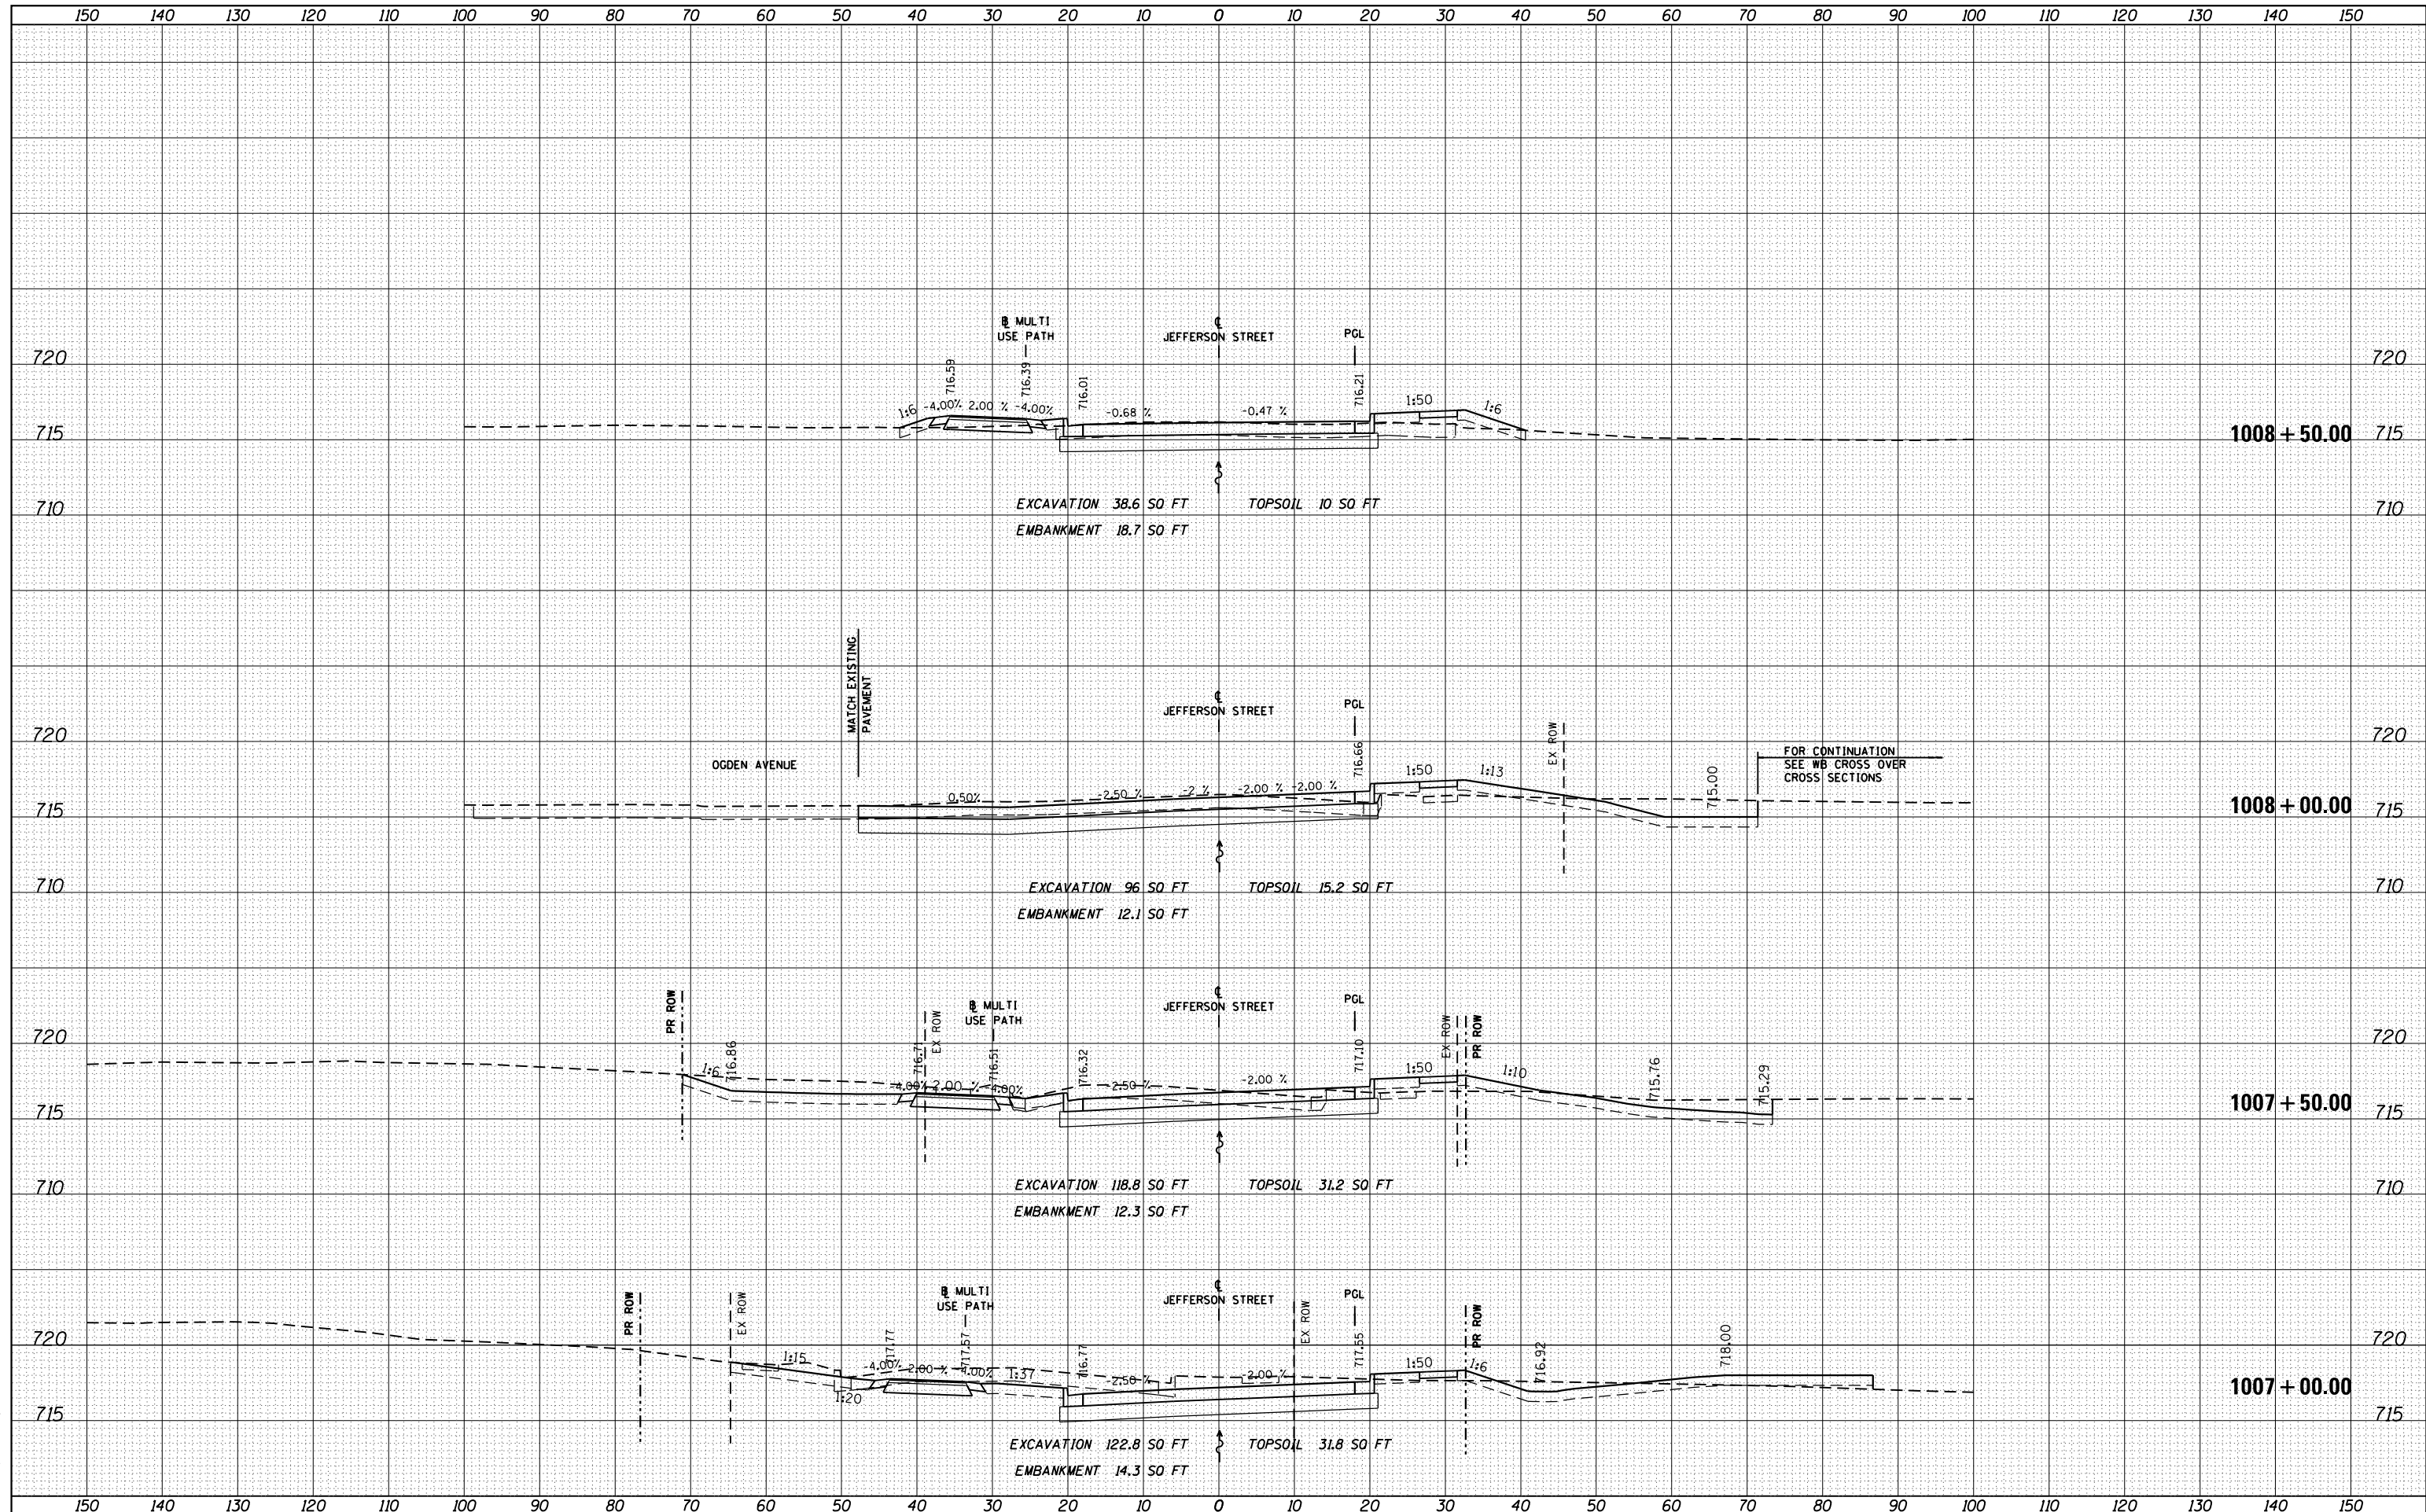 150 140 130 120 110 100 90 80 70 60 50 40 30 20 10 0 10 20 30 40 50 60 70 80 90 100 110 120 130 140 150
℄ MULTI
USE PATH
℄
JEFFERSON STREET
PGL
720 720
716.59 716.39 716.01 716.21
1:6 -4.00% 2.00 % -4.00% -0.68 % -0.47 % 1:50 1:6
715 1008+50.00 715
EXCAVATION 38.6 SQ FT TOPSOIL 10 SQ FT
710 710
EMBANKMENT 18.7 SQ FT
MATCH EXISTING
PAVEMENT
℄
JEFFERSON STREET
PGL
EX ROW
720 720
OGDEN AVENUE
716.66
FOR CONTINUATION
SEE WB CROSS OVER
CROSS SECTIONS
0.50% -2.50 % -2 % -2.00 % -2.00 % 1:50 1:13 715.00
715 1008+00.00 715
EXCAVATION 96 SQ FT TOPSOIL 15.2 SQ FT
710 710
EMBANKMENT 12.1 SQ FT
PR ROW
EX ROW
℄ MULTI
USE PATH
℄
JEFFERSON STREET
PGL
EX ROW
PR ROW
720 720
716.86 716.71 716.51 716.32 717.10 715.76 715.29
1:6 -4.00% 2.00 % -4.00% -2.50 % -2.00 % 1:50 1:10
715 1007+50.00 715
EXCAVATION 118.8 SQ FT TOPSOIL 31.2 SQ FT
710 710
EMBANKMENT 12.3 SQ FT
PR ROW
EX ROW
℄ MULTI
USE PATH
℄
JEFFERSON STREET
PGL
EX ROW
PR ROW
720 720
717.77 717.57 716.77 717.55 716.92 718.00
1:15 -4.00% 2.00 % -4.00% 1:37 -2.50 % -2.00 % 1:50 1:6
1:20
715 1007+00.00 715
EXCAVATION 122.8 SQ FT TOPSOIL 31.8 SQ FT
EMBANKMENT 14.3 SQ FT
150 140 130 120 110 100 90 80 70 60 50 40 30 20 10 0 10 20 30 40 50 60 70 80 90 100 110 120 130 140 150